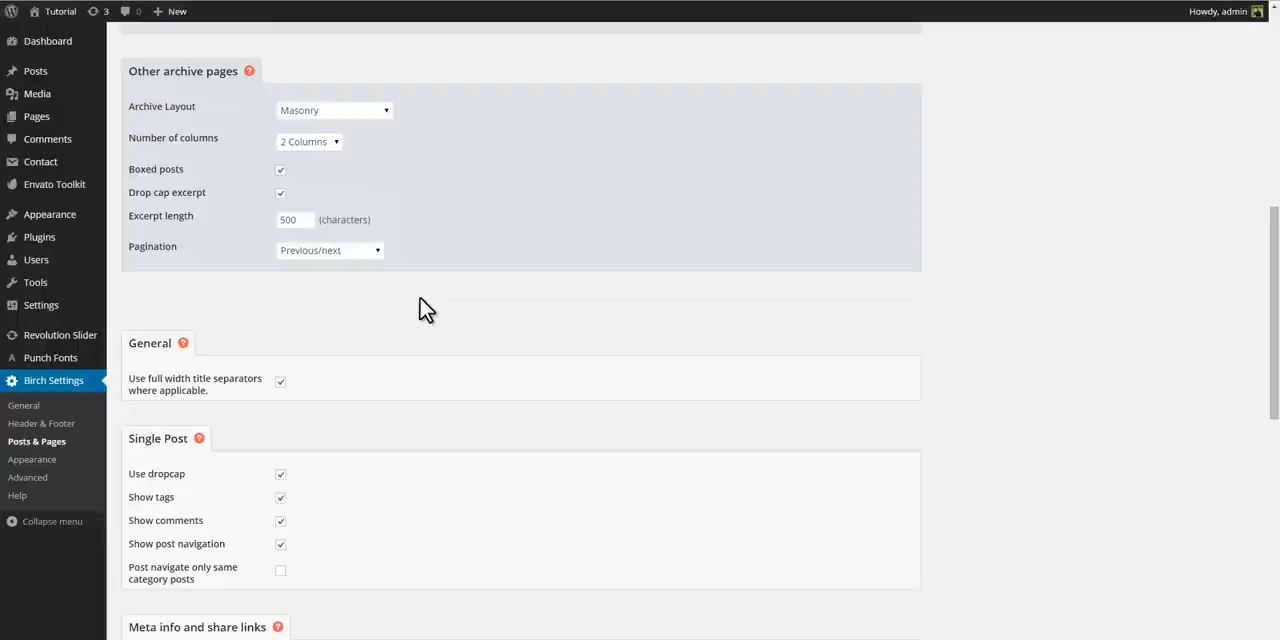 Tutorial 3 0 New Howdy, admin
Dashboard
Posts
Media
Pages
Comments
Contact
Envato Toolkit
Appearance
Plugins
Users
Tools
Settings
Revolution Slider
Punch Fonts
Birch Settings
General
Header & Footer
Posts & Pages
Appearance
Advanced
Help
Collapse menu
Other archive pages ?
Archive Layout Masonry
Number of columns 2 Columns
Boxed posts
Drop cap excerpt
Excerpt length 500 (characters)
Pagination Previous/next
General ?
Use full width title separators
where applicable.
Single Post ?
Use dropcap
Show tags
Show comments
Show post navigation
Post navigate only same
category posts
Meta info and share links ?